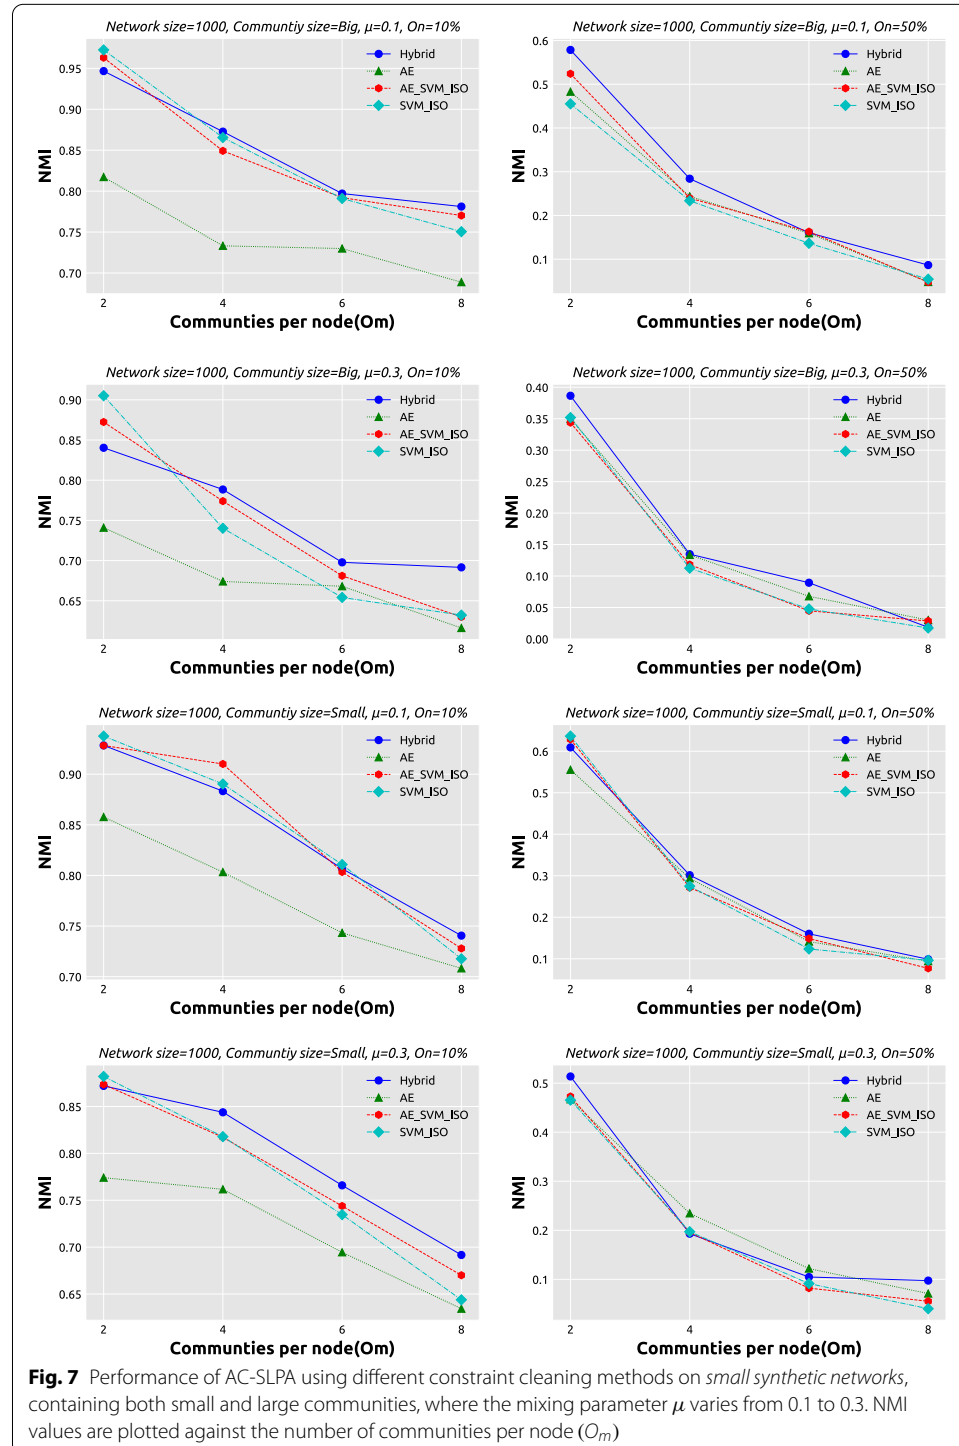 Network size=1000, Communtiy size=Big, μ=0.1, On=10%
Hybrid
AE
AE_SVM_ISO
SVM_ISO
NMI
0.95
0.90
0.85
0.80
0.75
0.70
2 4 6 8
Communties per node(Om)
Network size=1000, Communtiy size=Big, μ=0.1, On=50%
Hybrid
AE
AE_SVM_ISO
SVM_ISO
NMI
0.6
0.5
0.4
0.3
0.2
0.1
2 4 6 8
Communties per node(Om)
Network size=1000, Communtiy size=Big, μ=0.3, On=10%
Hybrid
AE
AE_SVM_ISO
SVM_ISO
NMI
0.90
0.85
0.80
0.75
0.70
0.65
2 4 6 8
Communties per node(Om)
Network size=1000, Communtiy size=Big, μ=0.3, On=50%
Hybrid
AE
AE_SVM_ISO
SVM_ISO
NMI
0.40
0.35
0.30
0.25
0.20
0.15
0.10
0.05
0.00
2 4 6 8
Communties per node(Om)
Network size=1000, Communtiy size=Small, μ=0.1, On=10%
Hybrid
AE
AE_SVM_ISO
SVM_ISO
NMI
0.90
0.85
0.80
0.75
0.70
2 4 6 8
Communties per node(Om)
Network size=1000, Communtiy size=Small, μ=0.1, On=50%
Hybrid
AE
AE_SVM_ISO
SVM_ISO
NMI
0.6
0.5
0.4
0.3
0.2
0.1
2 4 6 8
Communties per node(Om)
Network size=1000, Communtiy size=Small, μ=0.3, On=10%
Hybrid
AE
AE_SVM_ISO
SVM_ISO
NMI
0.85
0.80
0.75
0.70
0.65
2 4 6 8
Communties per node(Om)
Network size=1000, Communtiy size=Small, μ=0.3, On=50%
Hybrid
AE
AE_SVM_ISO
SVM_ISO
NMI
0.5
0.4
0.3
0.2
0.1
2 4 6 8
Communties per node(Om)
Fig. 7 Performance of AC-SLPA using different constraint cleaning methods on small synthetic networks,
containing both small and large communities, where the mixing parameter μ varies from 0.1 to 0.3. NMI
values are plotted against the number of communities per node (Om)